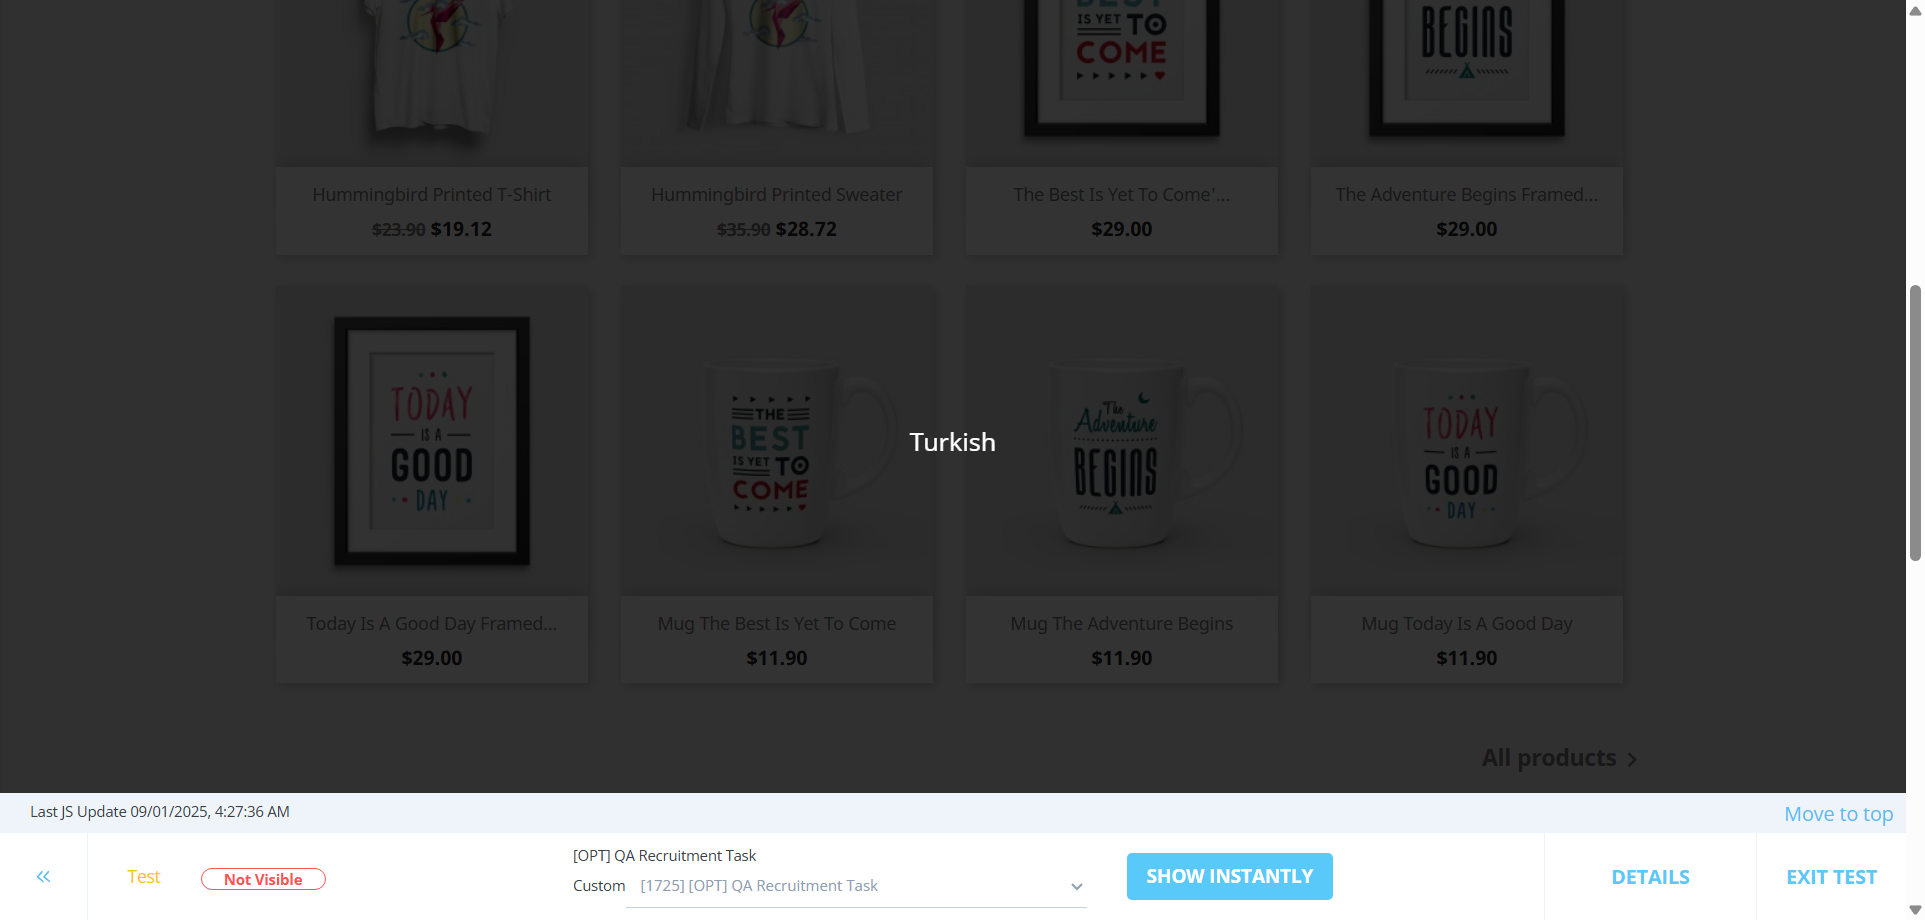 BEST
IS YET TO
COME
BEGINS
Hummingbird Printed T-Shirt
$23.90 $19.12
Hummingbird Printed Sweater
$35.90 $28.72
The Best Is Yet To Come'...
$29.00
The Adventure Begins Framed...
$29.00
TODAY
IS A
GOOD
DAY
THE
BEST
IS YET TO
COME
The
Adventure
BEGINS
TODAY
IS A
GOOD
DAY
Turkish
Today Is A Good Day Framed...
$29.00
Mug The Best Is Yet To Come
$11.90
Mug The Adventure Begins
$11.90
Mug Today Is A Good Day
$11.90
All products
Last JS Update 09/01/2025, 4:27:36 AM
Move to top
Test
Not Visible
[OPT] QA Recruitment Task
Custom [1725] [OPT] QA Recruitment Task
SHOW INSTANTLY
DETAILS
EXIT TEST